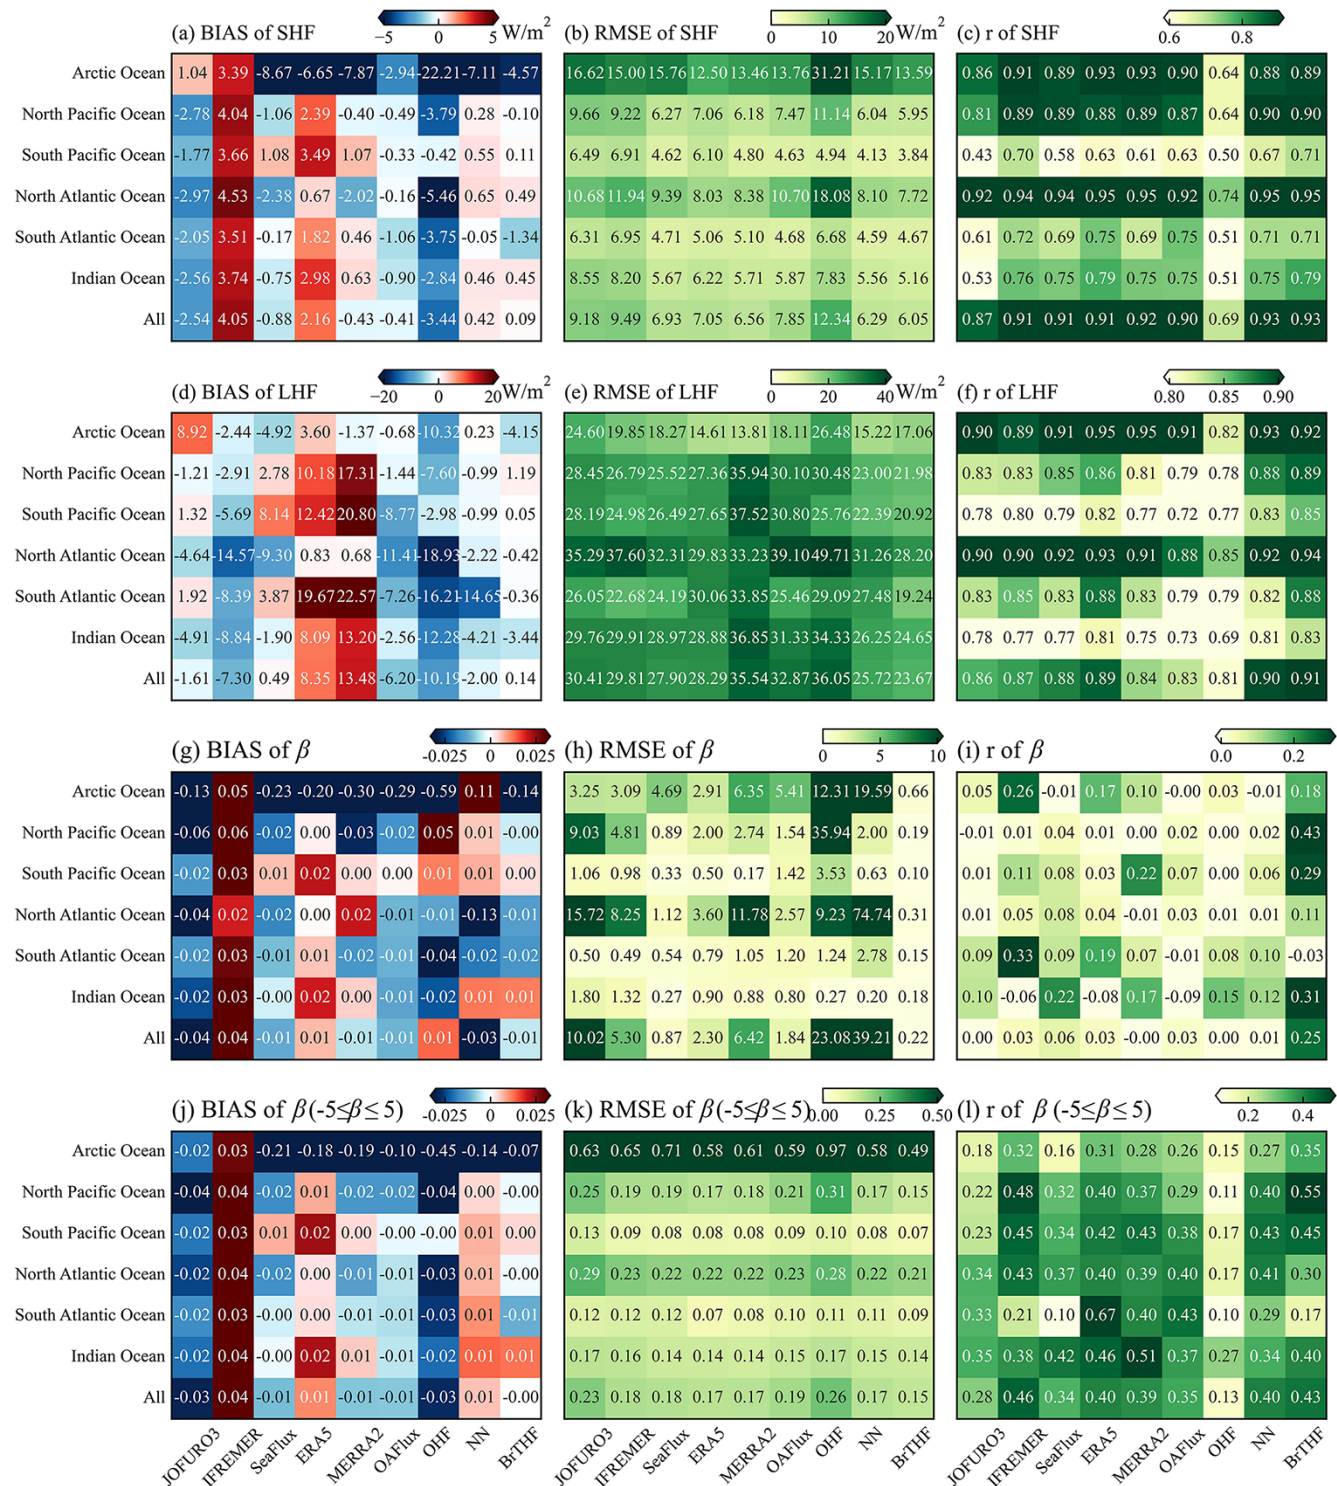 (a) BIAS of SHF
−5 0 5 W/m²
(b) RMSE of SHF
0 10 20 W/m²
(c) r of SHF
0.6 0.8
Arctic Ocean 1.04 3.39 -8.67 -6.65 -7.87 -2.94 -22.21 -7.11 -4.57 16.62 15.00 15.76 12.50 13.46 13.76 31.21 15.17 13.59 0.86 0.91 0.89 0.93 0.93 0.90 0.64 0.88 0.89
North Pacific Ocean -2.78 4.04 -1.06 2.39 -0.40 -0.49 -3.79 0.28 -0.10 9.66 9.22 6.27 7.06 6.18 7.47 11.14 6.04 5.95 0.81 0.89 0.89 0.88 0.89 0.87 0.64 0.90 0.90
South Pacific Ocean -1.77 3.66 1.08 3.49 1.07 -0.33 -0.42 0.55 0.11 6.49 6.91 4.62 6.10 4.80 4.63 4.94 4.13 3.84 0.43 0.70 0.58 0.63 0.61 0.63 0.50 0.67 0.71
North Atlantic Ocean -2.97 4.53 -2.38 0.67 -2.02 -0.16 -5.46 0.65 0.49 10.68 11.94 9.39 8.03 8.38 10.70 18.08 8.10 7.72 0.92 0.94 0.94 0.95 0.95 0.92 0.74 0.95 0.95
South Atlantic Ocean -2.05 3.51 -0.17 1.82 0.46 -1.06 -3.75 -0.05 -1.34 6.31 6.95 4.71 5.06 5.10 4.68 6.68 4.59 4.67 0.61 0.72 0.69 0.75 0.69 0.75 0.51 0.71 0.71
Indian Ocean -2.56 3.74 -0.75 2.98 0.63 -0.90 -2.84 0.46 0.45 8.55 8.20 5.67 6.22 5.71 5.87 7.83 5.56 5.16 0.53 0.76 0.75 0.79 0.75 0.75 0.51 0.75 0.79
All -2.54 4.05 -0.88 2.16 -0.43 -0.41 -3.44 0.42 0.09 9.18 9.49 6.93 7.05 6.56 7.85 12.34 6.29 6.05 0.87 0.91 0.91 0.91 0.92 0.90 0.69 0.93 0.93
(d) BIAS of LHF
−20 0 20 W/m²
(e) RMSE of LHF
0 20 40 W/m²
(f) r of LHF
0.80 0.85 0.90
Arctic Ocean 8.92 -2.44 -4.92 3.60 -1.37 -0.68 -10.32 0.23 -4.15 24.60 19.85 18.27 14.61 13.81 18.11 26.48 15.22 17.06 0.90 0.89 0.91 0.95 0.95 0.91 0.82 0.93 0.92
North Pacific Ocean -1.21 -2.91 2.78 10.18 17.31 -1.44 -7.60 -0.99 1.19 28.45 26.79 25.52 27.36 35.94 30.10 30.48 23.00 21.98 0.83 0.83 0.85 0.86 0.81 0.79 0.78 0.88 0.89
South Pacific Ocean 1.32 -5.69 8.14 12.42 20.80 -8.77 -2.98 -0.99 0.05 28.19 24.98 26.49 27.65 37.52 30.80 25.76 22.39 20.92 0.78 0.80 0.79 0.82 0.77 0.72 0.77 0.83 0.85
North Atlantic Ocean -4.64 -14.57 -9.30 0.83 0.68 -11.41 -18.93 -2.22 -0.42 35.29 37.60 32.31 29.83 33.23 39.10 49.71 31.26 28.20 0.90 0.90 0.92 0.93 0.91 0.88 0.85 0.92 0.94
South Atlantic Ocean 1.92 -8.39 3.87 19.67 22.57 -7.26 -16.21 -14.65 -0.36 26.05 22.68 24.19 30.06 33.85 25.46 29.09 27.48 19.24 0.83 0.85 0.83 0.88 0.83 0.79 0.79 0.82 0.88
Indian Ocean -4.91 -8.84 -1.90 8.09 13.20 -2.56 -12.28 -4.21 -3.44 29.76 29.91 28.97 28.88 36.85 31.33 34.33 26.25 24.65 0.78 0.77 0.77 0.81 0.75 0.73 0.69 0.81 0.83
All -1.61 -7.30 0.49 8.35 13.48 -6.20 -10.19 -2.00 0.14 30.41 29.81 27.90 28.29 35.54 32.87 36.05 25.72 23.67 0.86 0.87 0.88 0.89 0.84 0.83 0.81 0.90 0.91
(g) BIAS of β
-0.025 0 0.025
(h) RMSE of β
0 5 10
(i) r of β
0.0 0.2
Arctic Ocean -0.13 0.05 -0.23 -0.20 -0.30 -0.29 -0.59 0.11 -0.14 3.25 3.09 4.69 2.91 6.35 5.41 12.31 19.59 0.66 0.05 0.26 -0.01 0.17 0.10 -0.00 0.03 -0.01 0.18
North Pacific Ocean -0.06 0.06 -0.02 0.00 -0.03 -0.02 0.05 0.01 -0.00 9.03 4.81 0.89 2.00 2.74 1.54 35.94 2.00 0.19 -0.01 0.01 0.04 0.01 0.00 0.02 0.00 0.02 0.43
South Pacific Ocean -0.02 0.03 0.01 0.02 0.00 0.00 0.01 0.01 0.00 1.06 0.98 0.33 0.50 0.17 1.42 3.53 0.63 0.10 -0.01 0.11 0.08 0.03 0.22 0.07 0.00 0.06 0.29
North Atlantic Ocean -0.04 0.02 -0.02 0.00 0.02 -0.01 -0.01 -0.13 -0.01 15.72 8.25 1.12 3.60 11.78 2.57 9.23 74.74 0.31 0.01 0.05 0.08 0.04 -0.01 0.03 0.01 0.01 0.11
South Atlantic Ocean -0.02 0.03 -0.01 0.01 -0.02 -0.01 -0.04 -0.02 -0.02 0.50 0.49 0.54 0.79 1.05 1.20 1.24 2.78 0.15 0.09 0.33 0.09 0.19 0.07 -0.01 0.08 0.10 -0.03
Indian Ocean -0.02 0.03 -0.00 0.02 0.00 -0.01 -0.02 0.01 0.01 1.80 1.32 0.27 0.90 0.88 0.80 0.27 0.20 0.18 0.10 -0.06 0.22 -0.08 0.17 -0.09 0.15 0.12 0.31
All -0.04 0.04 -0.01 0.01 -0.01 -0.01 0.01 -0.03 -0.01 10.02 5.30 0.87 2.30 6.42 1.84 23.08 39.21 0.22 0.00 0.03 0.06 0.03 -0.00 0.03 0.00 0.01 0.25
(j) BIAS of β (-5≤β≤ 5)
-0.025 0 0.025
(k) RMSE of β (-5≤β≤ 5)
0.00 0.25 0.50
(l) r of β (-5≤β≤ 5)
0.2 0.4
Arctic Ocean -0.02 0.03 -0.21 -0.18 -0.19 -0.10 -0.45 -0.14 -0.07 0.63 0.65 0.71 0.58 0.61 0.59 0.97 0.58 0.49 0.18 0.32 0.16 0.31 0.28 0.26 0.15 0.27 0.35
North Pacific Ocean -0.04 0.04 -0.02 0.01 -0.02 -0.02 -0.04 0.00 -0.00 0.25 0.19 0.19 0.17 0.18 0.21 0.31 0.17 0.15 0.22 0.48 0.32 0.40 0.37 0.29 0.11 0.40 0.55
South Pacific Ocean -0.02 0.03 0.01 0.02 0.00 -0.00 -0.00 0.01 0.00 0.13 0.09 0.08 0.08 0.08 0.09 0.10 0.08 0.07 0.23 0.45 0.34 0.42 0.43 0.38 0.17 0.43 0.45
North Atlantic Ocean -0.02 0.04 -0.02 0.00 -0.01 -0.01 -0.03 0.01 -0.00 0.29 0.23 0.22 0.22 0.22 0.23 0.28 0.22 0.21 0.34 0.43 0.37 0.40 0.39 0.40 0.17 0.41 0.30
South Atlantic Ocean -0.02 0.03 -0.00 0.00 -0.01 -0.01 -0.03 0.01 -0.01 0.12 0.12 0.12 0.07 0.08 0.10 0.11 0.11 0.09 0.33 0.21 0.10 0.67 0.40 0.43 0.10 0.29 0.17
Indian Ocean -0.02 0.04 -0.00 0.02 0.01 -0.01 -0.02 0.01 0.01 0.17 0.16 0.14 0.14 0.14 0.15 0.17 0.15 0.14 0.35 0.38 0.42 0.46 0.51 0.37 0.27 0.34 0.40
All -0.03 0.04 -0.01 0.01 -0.01 -0.01 -0.03 0.01 -0.00 0.23 0.18 0.18 0.17 0.17 0.19 0.26 0.17 0.15 0.28 0.46 0.34 0.40 0.39 0.35 0.13 0.40 0.43
JOFURO3 IFREMER SeaFlux ERA5 MERRA2 OAFlux OHF NN BrTHF JOFURO3 IFREMER SeaFlux ERA5 MERRA2 OAFlux OHF NN BrTHF JOFURO3 IFREMER SeaFlux ERA5 MERRA2 OAFlux OHF NN BrTHF